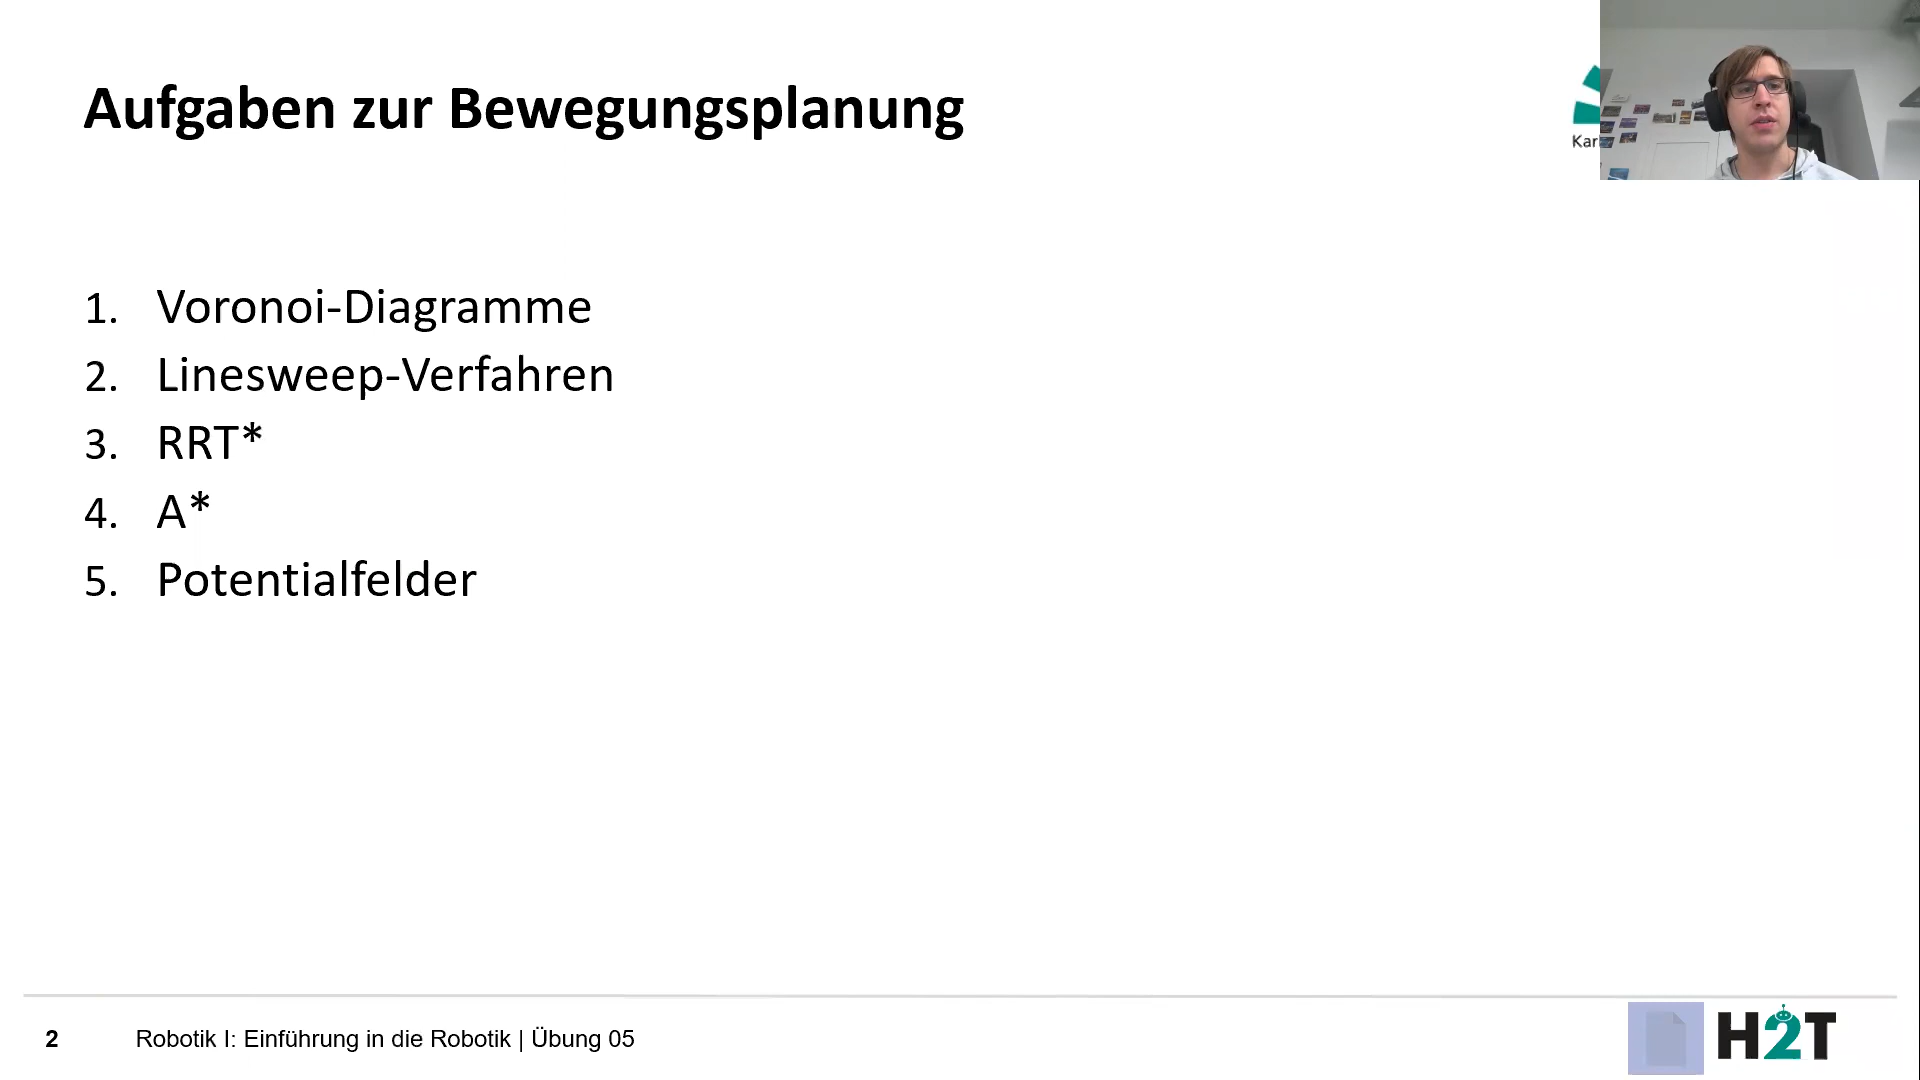 Aufgaben zur Bewegungsplanung
Kar
1. Voronoi-Diagramme
2. Linesweep-Verfahren
3. RRT*
4. A*
5. Potentialfelder
2 Robotik I: Einführung in die Robotik | Übung 05
H2T